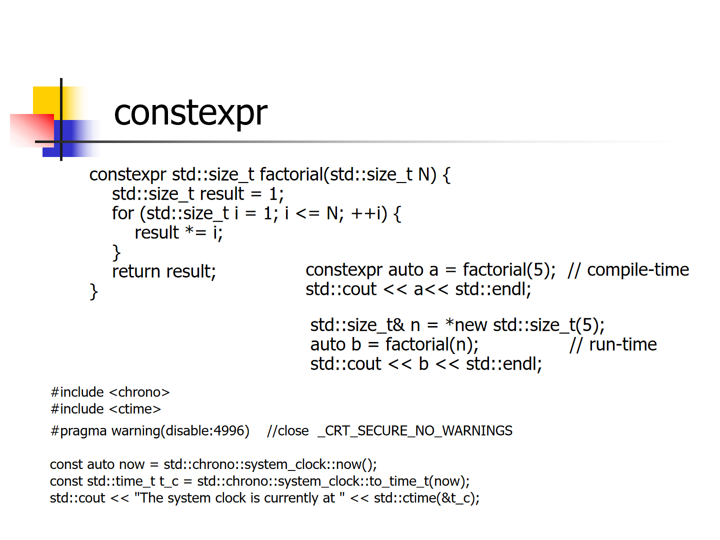 constexpr
constexpr std::size_t factorial(std::size_t N) {
std::size_t result = 1;
for (std::size_t i = 1; i <= N; ++i) {
result *= i;
}
return result;
}
constexpr auto a = factorial(5);  // compile-time
std::cout << a<< std::endl;
std::size_t& n = *new std::size_t(5);
auto b = factorial(n);  // run-time
std::cout << b << std::endl;
#include <chrono>
#include <ctime>
#pragma warning(disable:4996)  //close _CRT_SECURE_NO_WARNINGS
const auto now = std::chrono::system_clock::now();
const std::time_t t_c = std::chrono::system_clock::to_time_t(now);
std::cout << "The system clock is currently at " << std::ctime(&t_c);